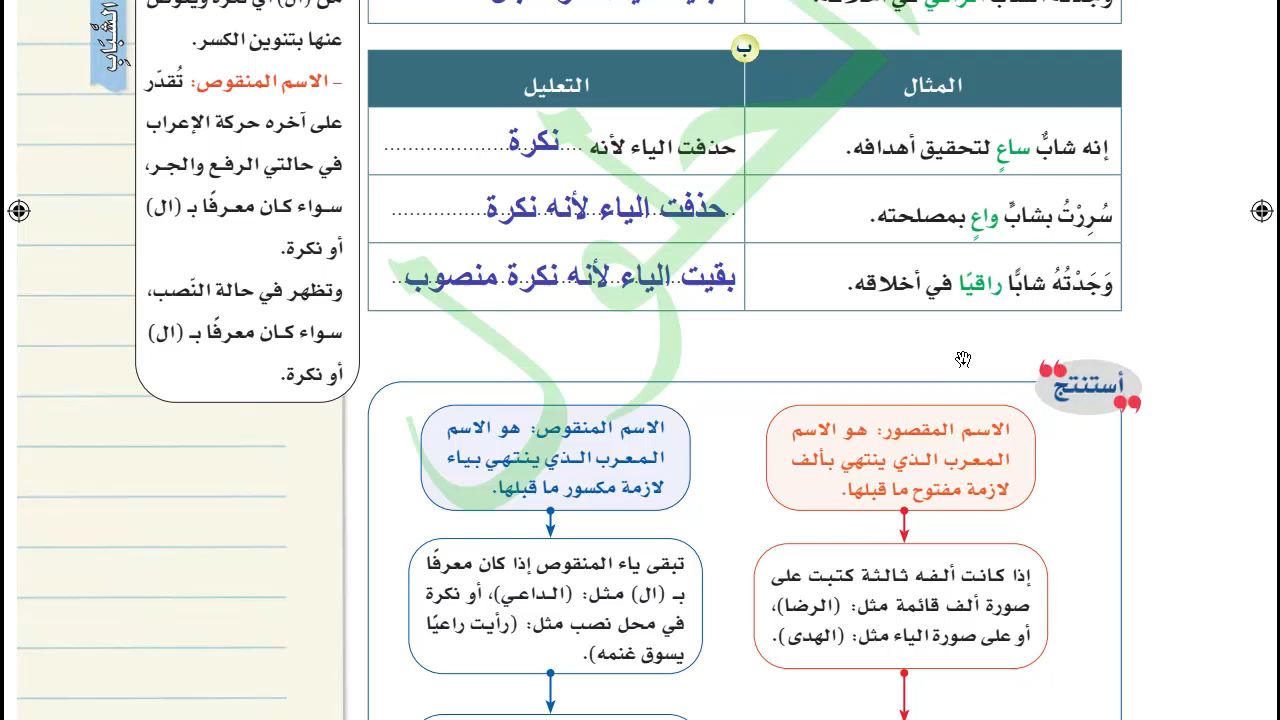 ب
المثال
التعليل
إنه شابٌّ ساعٍ لتحقيق أهدافه.
حذفت الياء لأنه نكرة
سُرِرْتُ بشابٍّ واعٍ بمصلحته.
حذفت الياء لأنه نكرة
وَجَدْتُهُ شابًّا راقيًا في أخلاقه.
بقيت الياء لأنه نكرة منصوب
الحلول
أستنتج
الاسم المقصور: هو الاسم
المعرب الذي ينتهي بألف
لازمة مفتوح ما قبلها.
إذا كانت ألفه ثالثة كتبت على
صورة ألف قائمة مثل: (الرضا)،
أو على صورة الياء مثل: (الهدى).
الاسم المنقوص: هو الاسم
المعرب الذي ينتهي بياء
لازمة مكسور ما قبلها.
تبقى ياء المنقوص إذا كان معرفًا
بـ (ال) مثل: (الداعي)، أو نكرة
في محل نصب مثل: (رأيت راعيًا
يسوق غنمه).
عنها بتنوين الكسر.
– الاسم المنقوص: تُقدّر
على آخره حركة الإعراب
في حالتي الرفع والجر،
سواء كان معرفًا بـ (ال)
أو نكرة.
وتظهر في حالة النّصب،
سواء كان معرفًا بـ (ال)
أو نكرة.
الشَّبَابِ